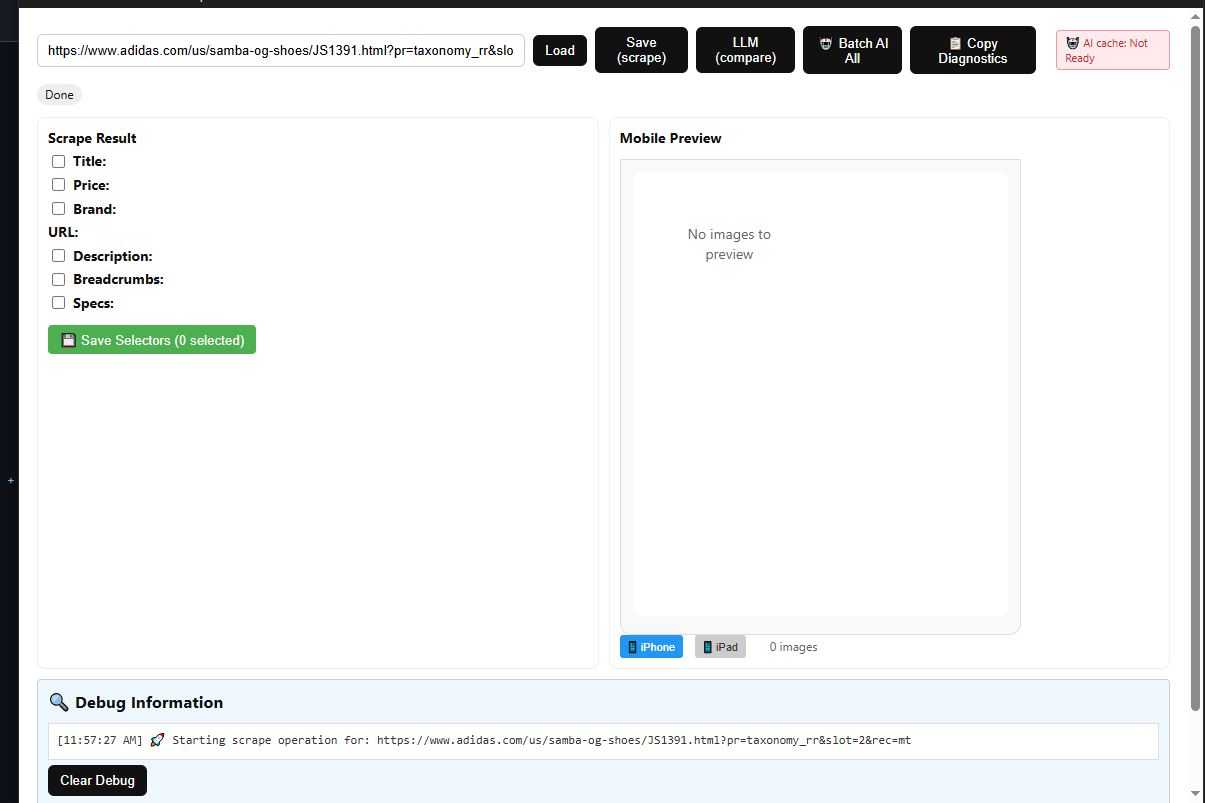 https://www.adidas.com/us/samba-og-shoes/JS1391.html?pr=taxonomy_rr&slo
Load
Save
(scrape)
LLM
(compare)
Batch AI
All
Copy
Diagnostics
AI cache: Not
Ready
Done
Scrape Result
Title:
Price:
Brand:
URL:
Description:
Breadcrumbs:
Specs:
Save Selectors (0 selected)
Mobile Preview
No images to
preview
iPhone
iPad
0 images
Debug Information
[11:57:27 AM] 🚀 Starting scrape operation for: https://www.adidas.com/us/samba-og-shoes/JS1391.html?pr=taxonomy_rr&slot=2&rec=mt
Clear Debug